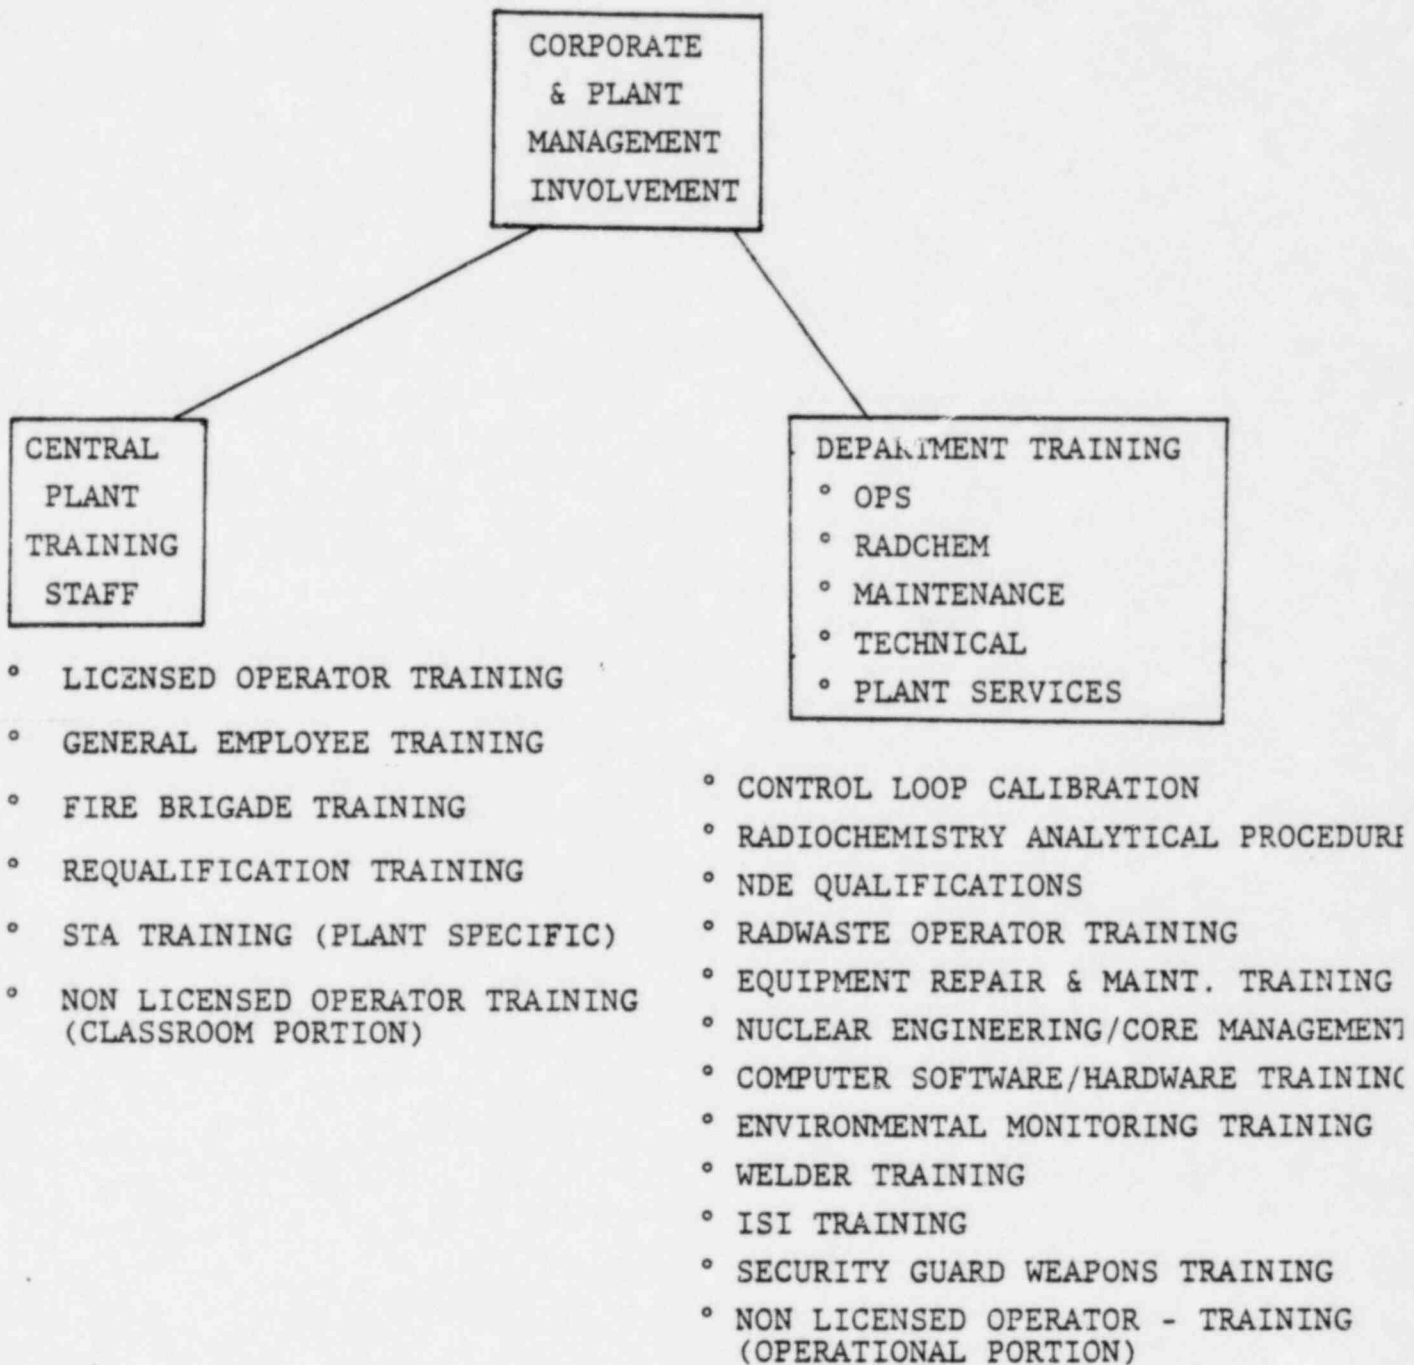 CORPORATE
& PLANT
MANAGEMENT
INVOLVEMENT
CENTRAL
PLANT
TRAINING
STAFF
° LICENSED OPERATOR TRAINING
° GENERAL EMPLOYEE TRAINING
° FIRE BRIGADE TRAINING
° REQUALIFICATION TRAINING
° STA TRAINING (PLANT SPECIFIC)
° NON LICENSED OPERATOR TRAINING
(CLASSROOM PORTION)
DEPARTMENT TRAINING
° OPS
° RADCHEM
° MAINTENANCE
° TECHNICAL
° PLANT SERVICES
° CONTROL LOOP CALIBRATION
° RADIOCHEMISTRY ANALYTICAL PROCEDURE
° NDE QUALIFICATIONS
° RADWASTE OPERATOR TRAINING
° EQUIPMENT REPAIR & MAINT. TRAINING
° NUCLEAR ENGINEERING/CORE MANAGEMENT
° COMPUTER SOFTWARE/HARDWARE TRAINING
° ENVIRONMENTAL MONITORING TRAINING
° WELDER TRAINING
° ISI TRAINING
° SECURITY GUARD WEAPONS TRAINING
° NON LICENSED OPERATOR - TRAINING
(OPERATIONAL PORTION)